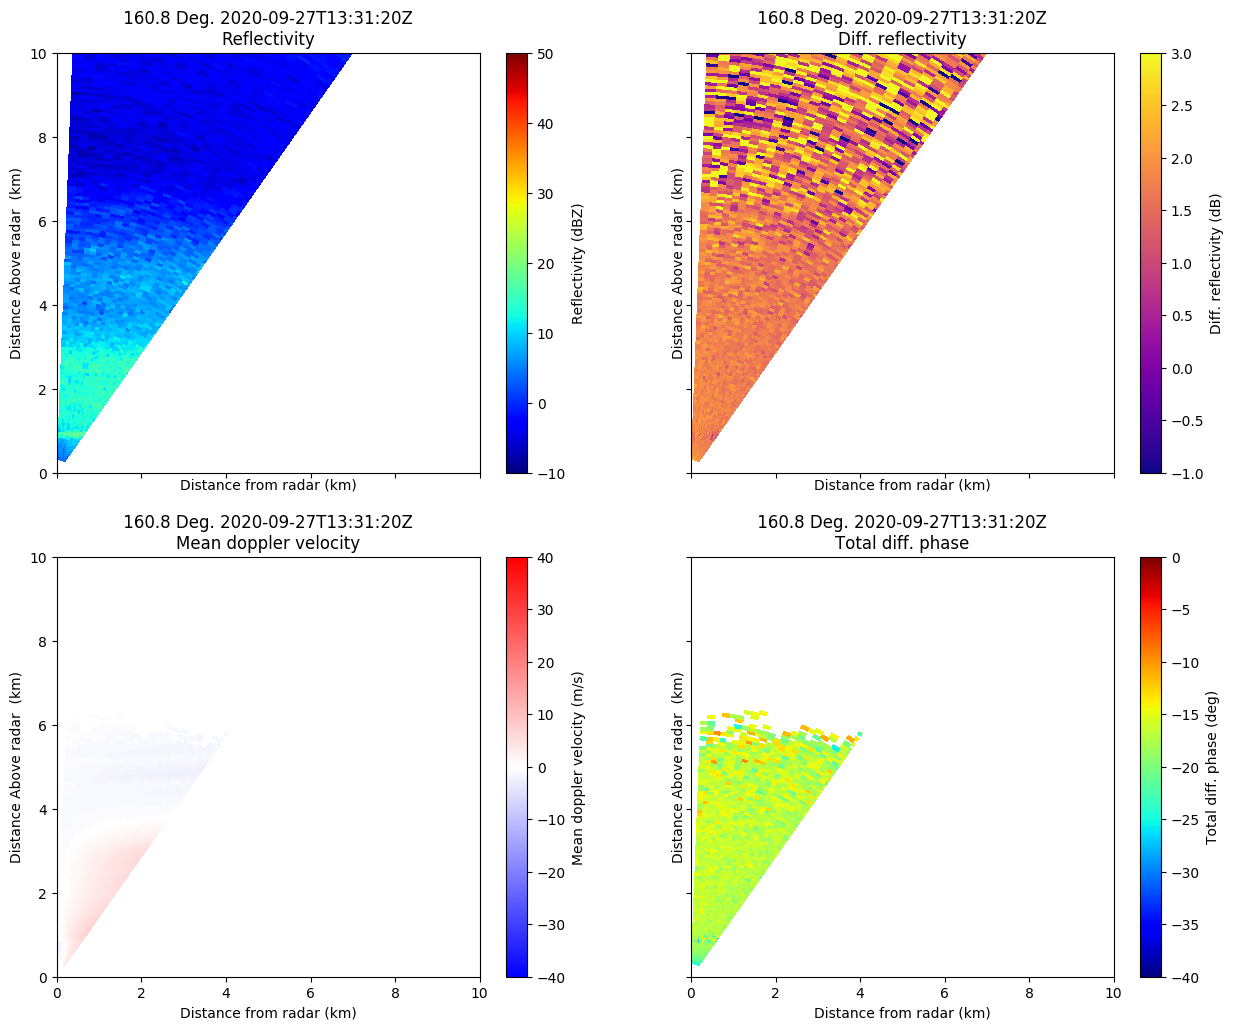 160.8 Deg. 2020-09-27T13:31:20Z
Reflectivity
10
8
6
4
2
0
Distance Above radar  (km)
Distance from radar (km)
50
40
30
20
10
0
−10
Reflectivity (dBZ)
160.8 Deg. 2020-09-27T13:31:20Z
Diff. reflectivity
Distance Above radar  (km)
Distance from radar (km)
3.0
2.5
2.0
1.5
1.0
0.5
0.0
−0.5
−1.0
Diff. reflectivity (dB)
160.8 Deg. 2020-09-27T13:31:20Z
Mean doppler velocity
10
8
6
4
2
0
Distance Above radar  (km)
0 2 4 6 8 10
Distance from radar (km)
40
30
20
10
0
−10
−20
−30
−40
Mean doppler velocity (m/s)
160.8 Deg. 2020-09-27T13:31:20Z
Total diff. phase
Distance Above radar  (km)
0 2 4 6 8 10
Distance from radar (km)
0
−5
−10
−15
−20
−25
−30
−35
−40
Total diff. phase (deg)